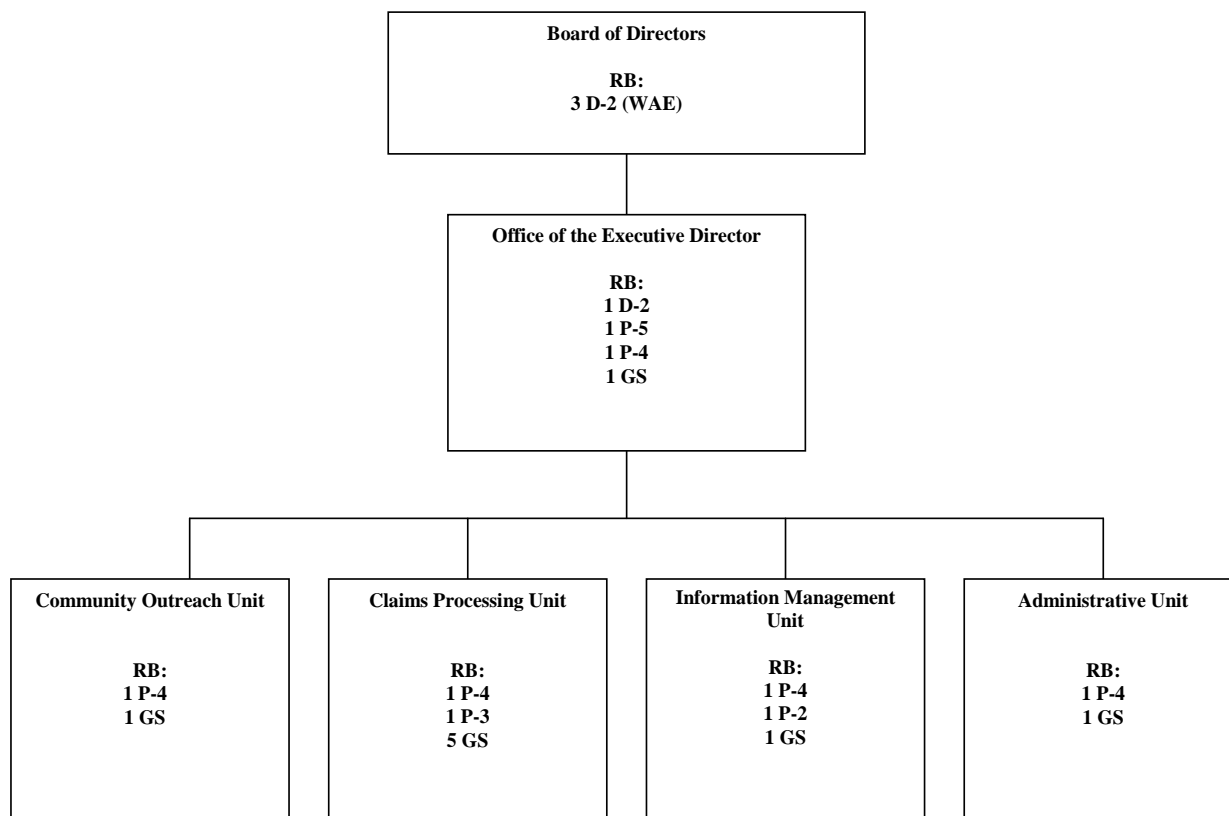 Board of Directors
RB:
3 D-2 (WAE)
Office of the Executive Director
RB:
1 D-2
1 P-5
1 P-4
1 GS
Community Outreach Unit
RB:
1 P-4
1 GS
Claims Processing Unit
RB:
1 P-4
1 P-3
5 GS
Information Management
Unit
RB:
1 P-4
1 P-2
1 GS
Administrative Unit
RB:
1 P-4
1 GS